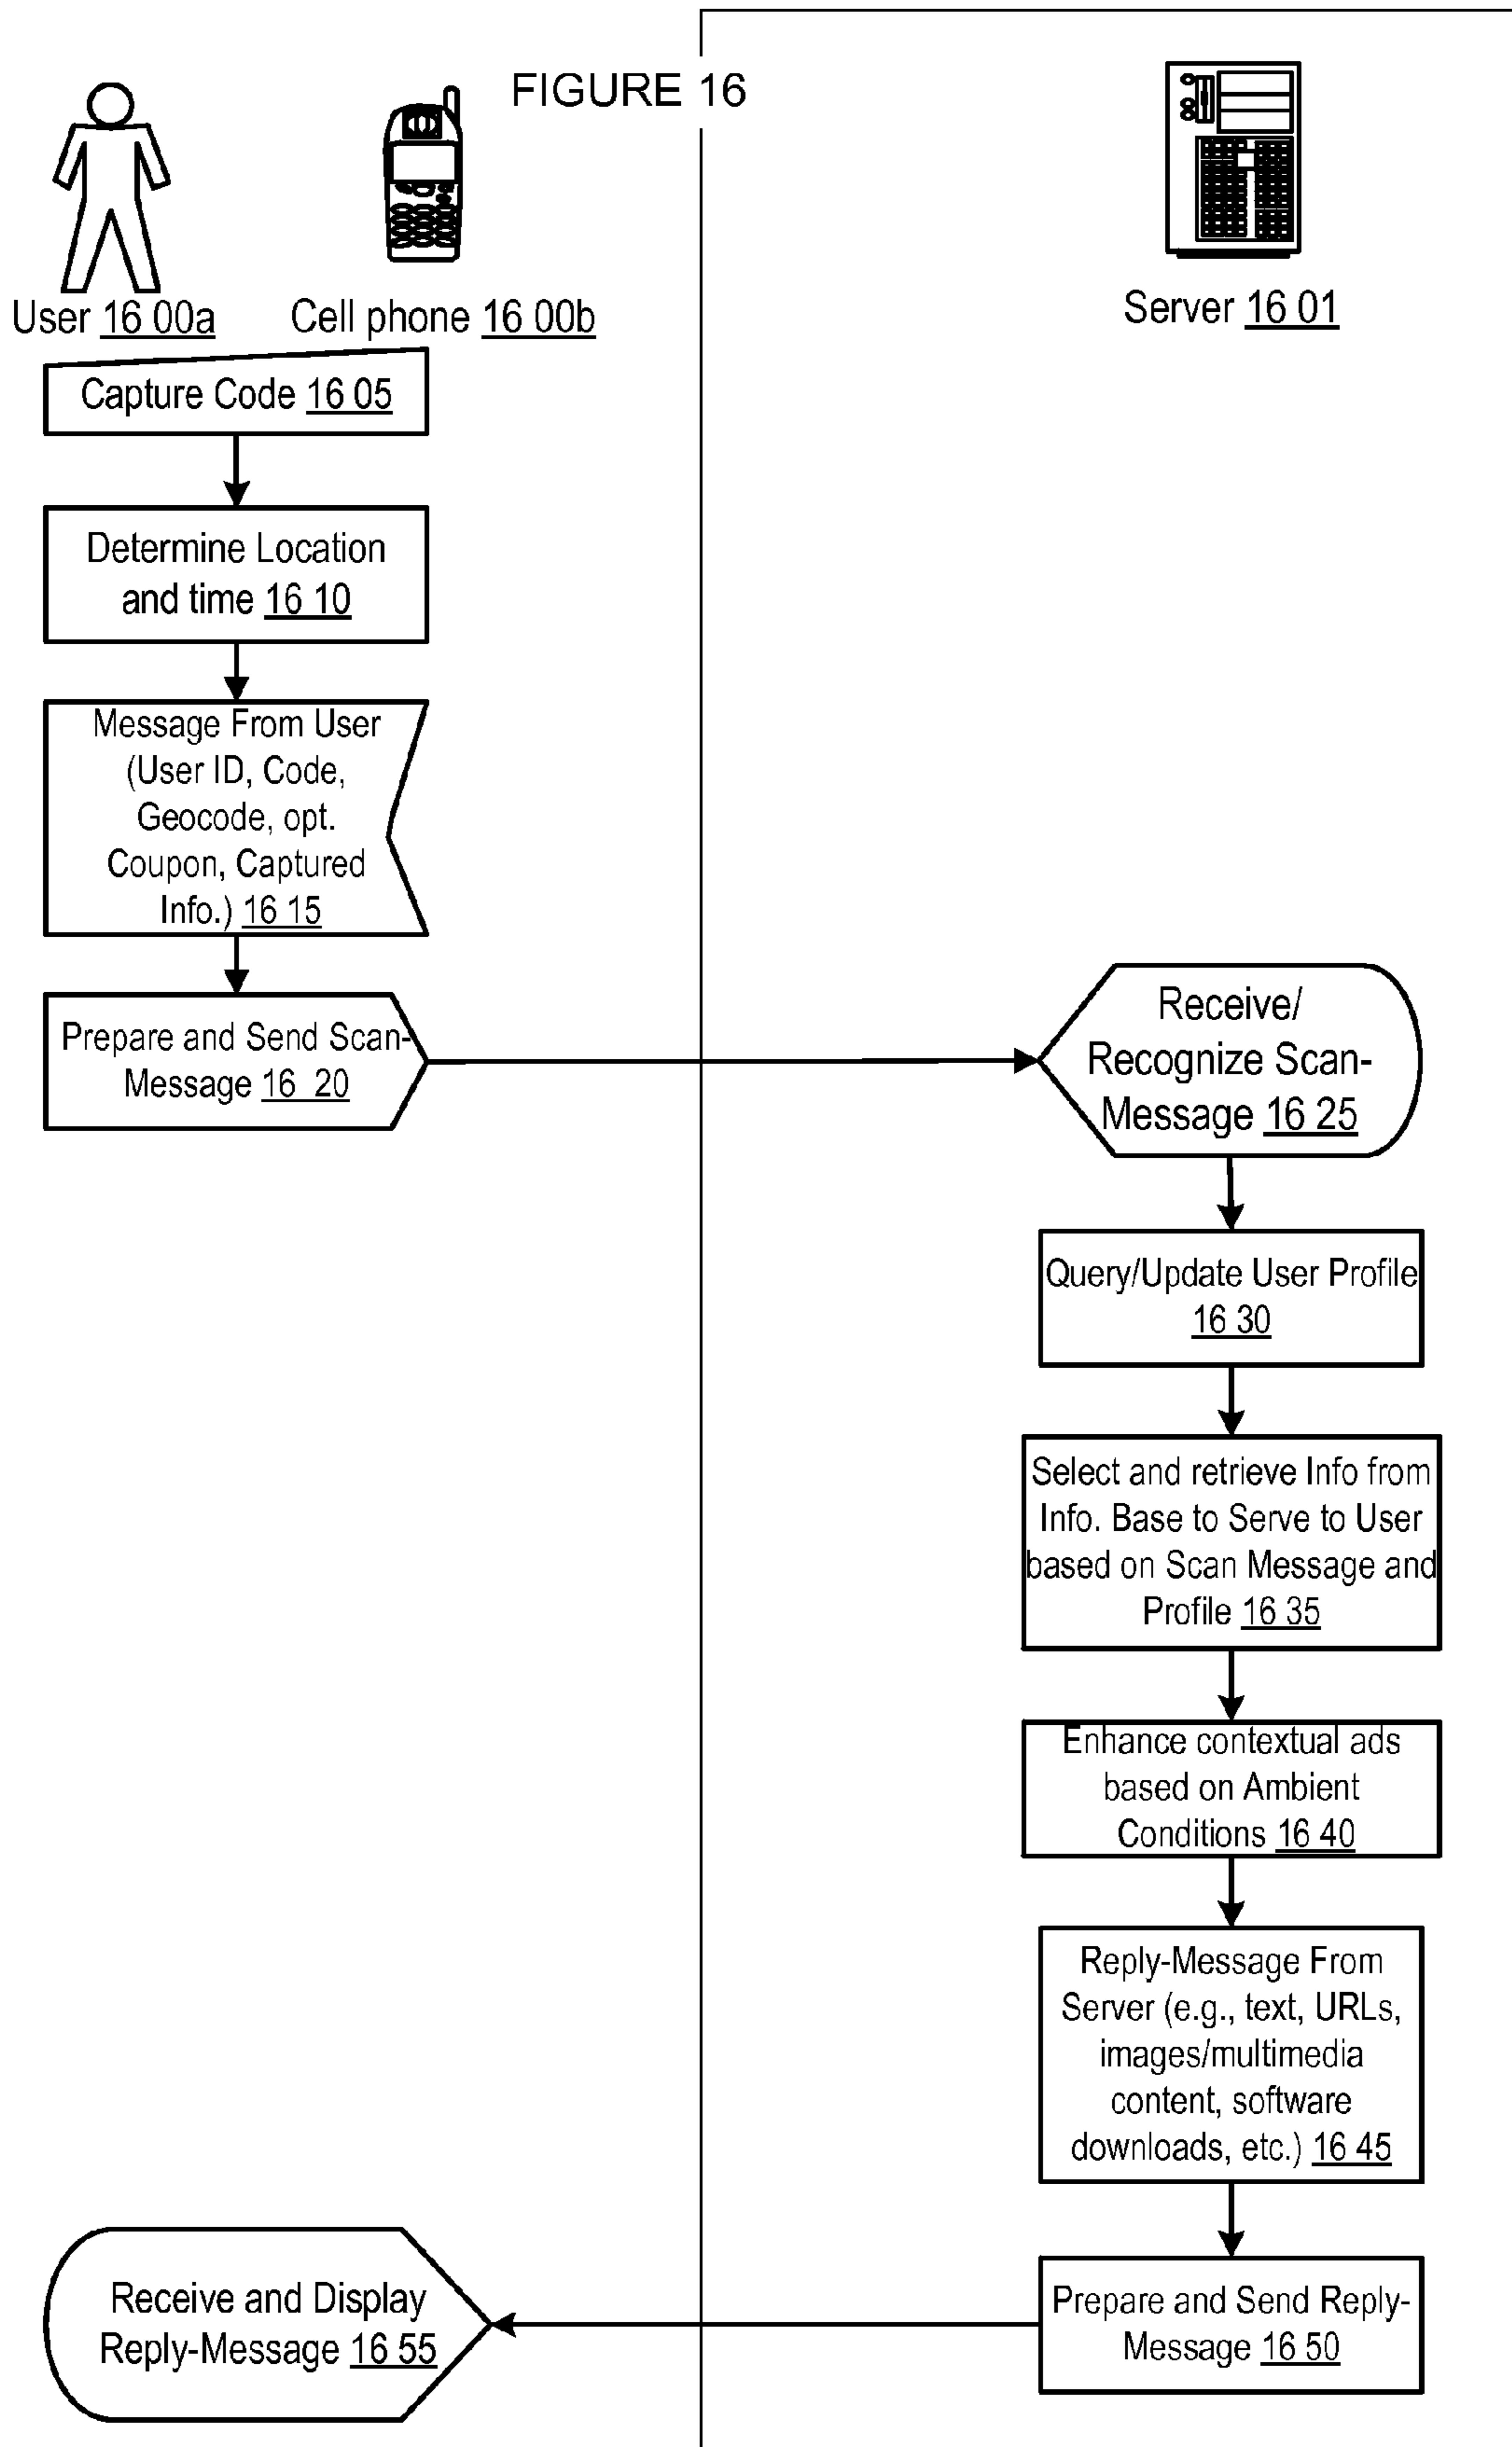 FIGURE 16
User 16 00a
Cell phone 16 00b
Server 16 01
Capture Code 16 05
Determine Location
and time 16 10
Message From User
(User ID, Code,
Geocode, opt.
Coupon, Captured
Info.) 16 15
Prepare and Send Scan-
Message 16 20
Receive/
Recognize Scan-
Message 16 25
Query/Update User Profile
16 30
Select and retrieve Info from
Info. Base to Serve to User
based on Scan Message and
Profile 16 35
Enhance contextual ads
based on Ambient
Conditions 16 40
Reply-Message From
Server (e.g., text, URLs,
images/multimedia
content, software
downloads, etc.) 16 45
Prepare and Send Reply-
Message 16 50
Receive and Display
Reply-Message 16 55